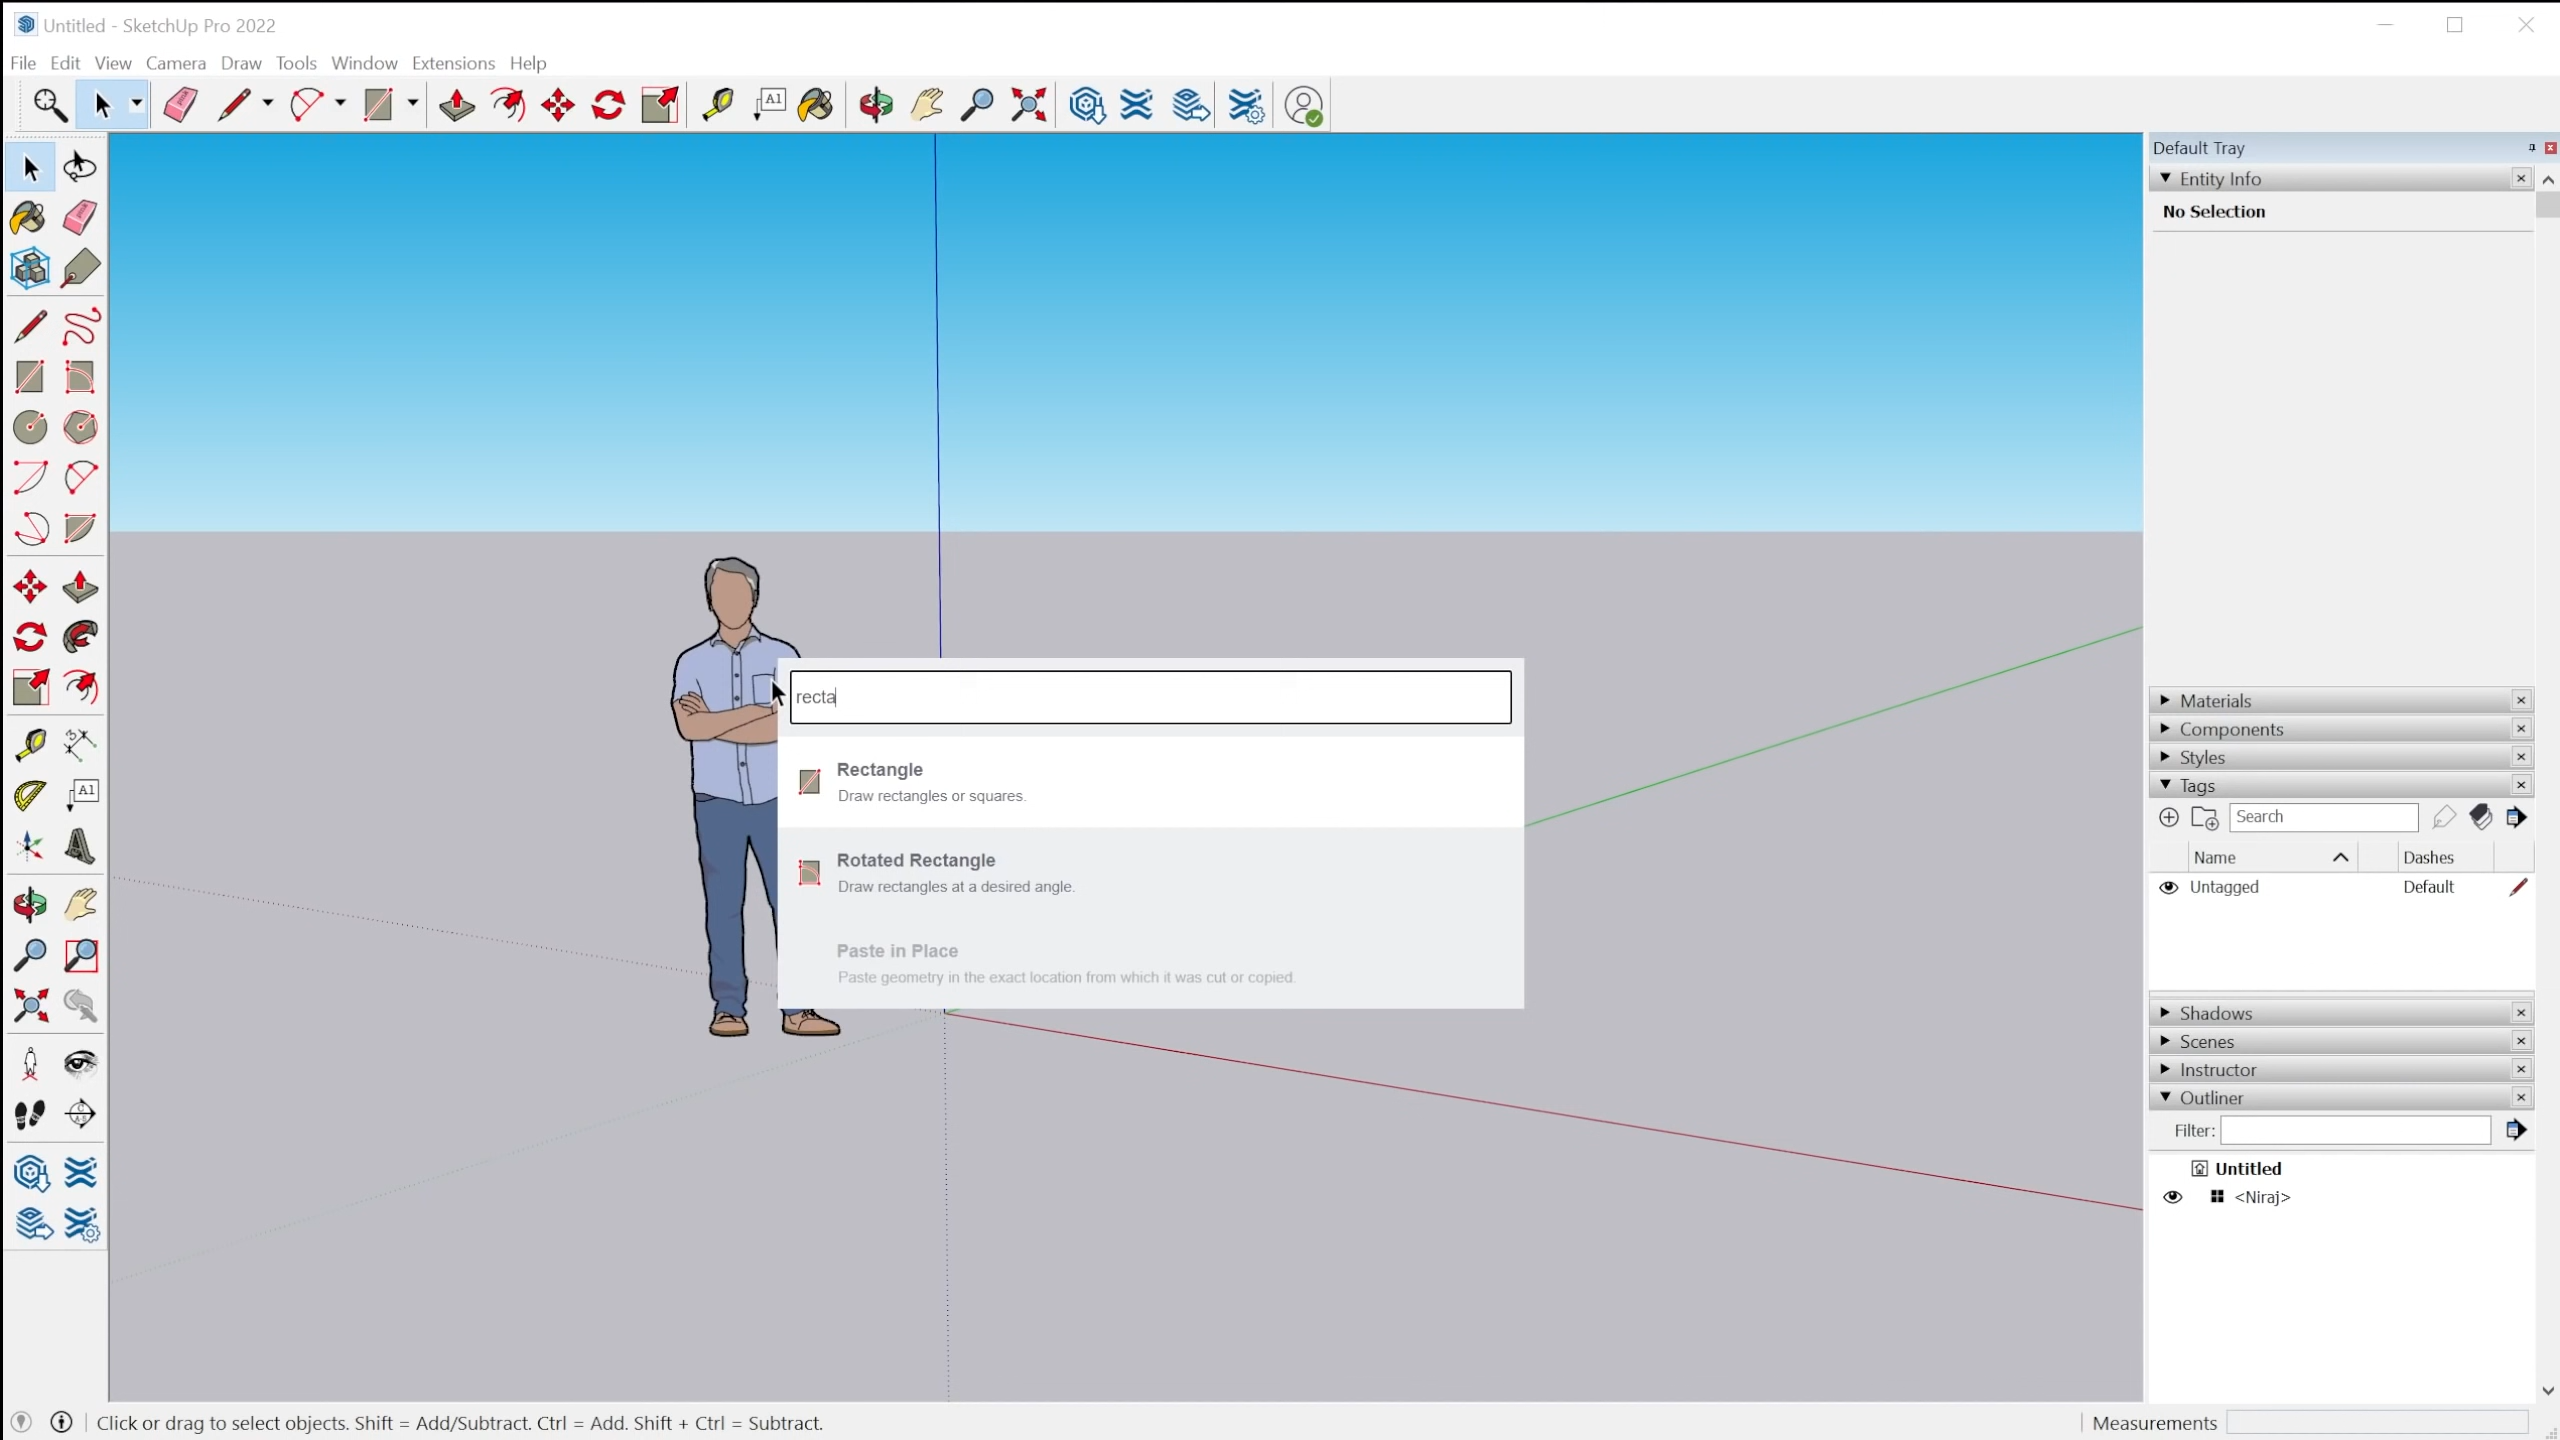 Untitled - SketchUp Pro 2022
File Edit View Camera Draw Tools Window Extensions Help
A1
Default Tray
Entity Info
No Selection
A1
recta
Rectangle
Draw rectangles or squares.
Rotated Rectangle
Draw rectangles at a desired angle.
Paste in Place
Paste geometry in the exact location from which it was cut or copied.
Materials
Components
Styles
Tags
Search
Name Dashes
Untagged Default
Shadows
Scenes
Instructor
Outliner
Filter:
Untitled
<Niraj>
Click or drag to select objects. Shift = Add/Subtract. Ctrl = Add. Shift + Ctrl = Subtract.
Measurements